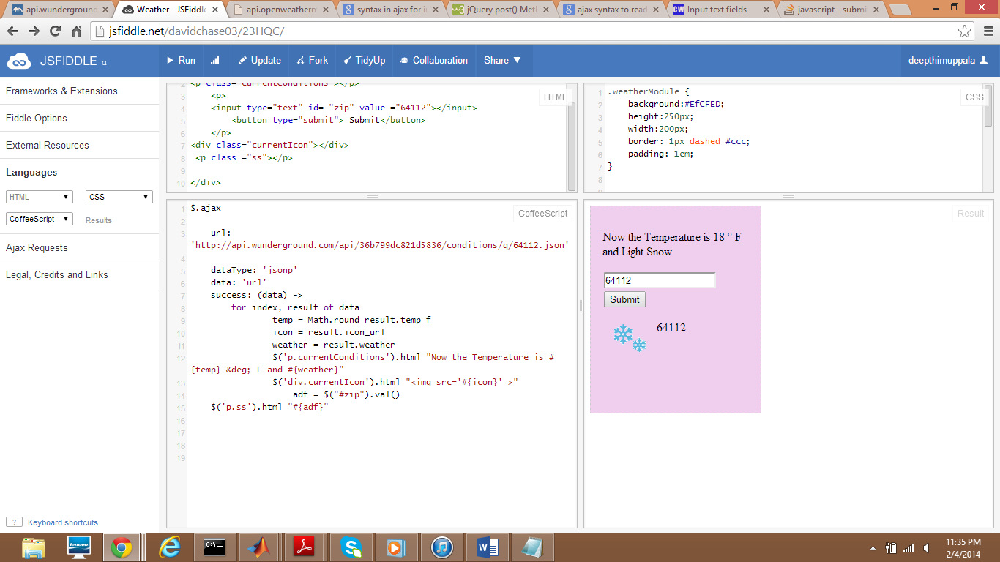 api.wunderground
Weather - JSFiddle
api.openweatherm
syntax in ajax for i
jQuery post() Meth
ajax syntax to read
Input text fields
javascript - submi
jsfiddle.net/davidchase03/23HQC/
JSFIDDLE α
Run
Update
Fork
TidyUp
Collaboration
Share ▼
deepthimuppala
Frameworks & Extensions
Fiddle Options
External Resources
Languages
HTML
CSS
CoffeeScript
Results
Ajax Requests
Legal, Credits and Links
? Keyboard shortcuts
HTML
2 <p class="currentConditions"></p>
3 <p>
4 <input type="text" id= "zip" value ="64112"></input>
5 <button type="submit"> Submit</button>
6 </p>
7 <div class="currentIcon"></div>
8 <p class ="ss"></p>
9
10 </div>
CSS
1 .weatherModule {
2 background:#EfCFED;
3 height:250px;
4 width:200px;
5 border: 1px dashed #ccc;
6 padding: 1em;
7 }
8
9
CoffeeScript
1 $.ajax
2
3 url:
'http://api.wunderground.com/api/36b799dc821d5836/conditions/q/64112.json'
4
5 dataType: 'jsonp'
6 data: 'url'
7 success: (data) ->
8 for index, result of data
9 temp = Math.round result.temp_f
10 icon = result.icon_url
11 weather = result.weather
12 $('p.currentConditions').html "Now the Temperature is #
{temp} &deg; F and #{weather}"
13 $('div.currentIcon').html "<img src='#{icon}' >"
14 adf = $("#zip").val()
15 $('p.ss').html "#{adf}"
16
17
18
19
Result
Now the Temperature is 18 ° F
and Light Snow
64112
Submit
64112
11:35 PM
2/4/2014